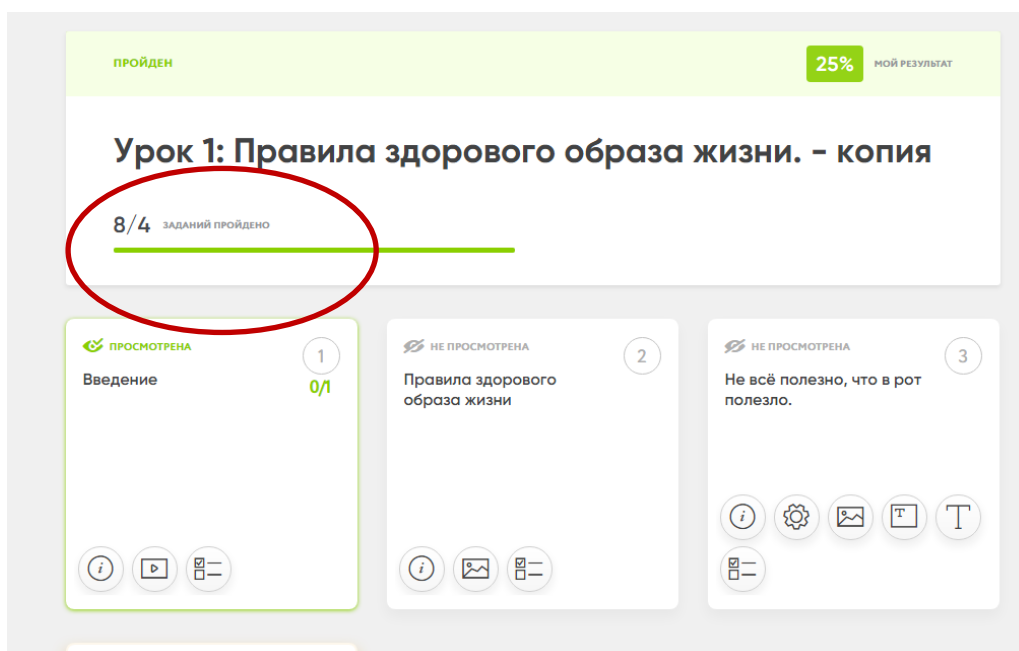 ПРОЙДЕН
25% МОЙ РЕЗУЛЬТАТ
Урок 1: Правила здорового образа жизни. - копия
8/4 ЗАДАНИЙ ПРОЙДЕНО
ПРОСМОТРЕНА
1
Введение
0/1
НЕ ПРОСМОТРЕНА
2
Правила здорового
образа жизни
НЕ ПРОСМОТРЕНА
3
Не всё полезно, что в рот
полезло.
i
i
i
T
T